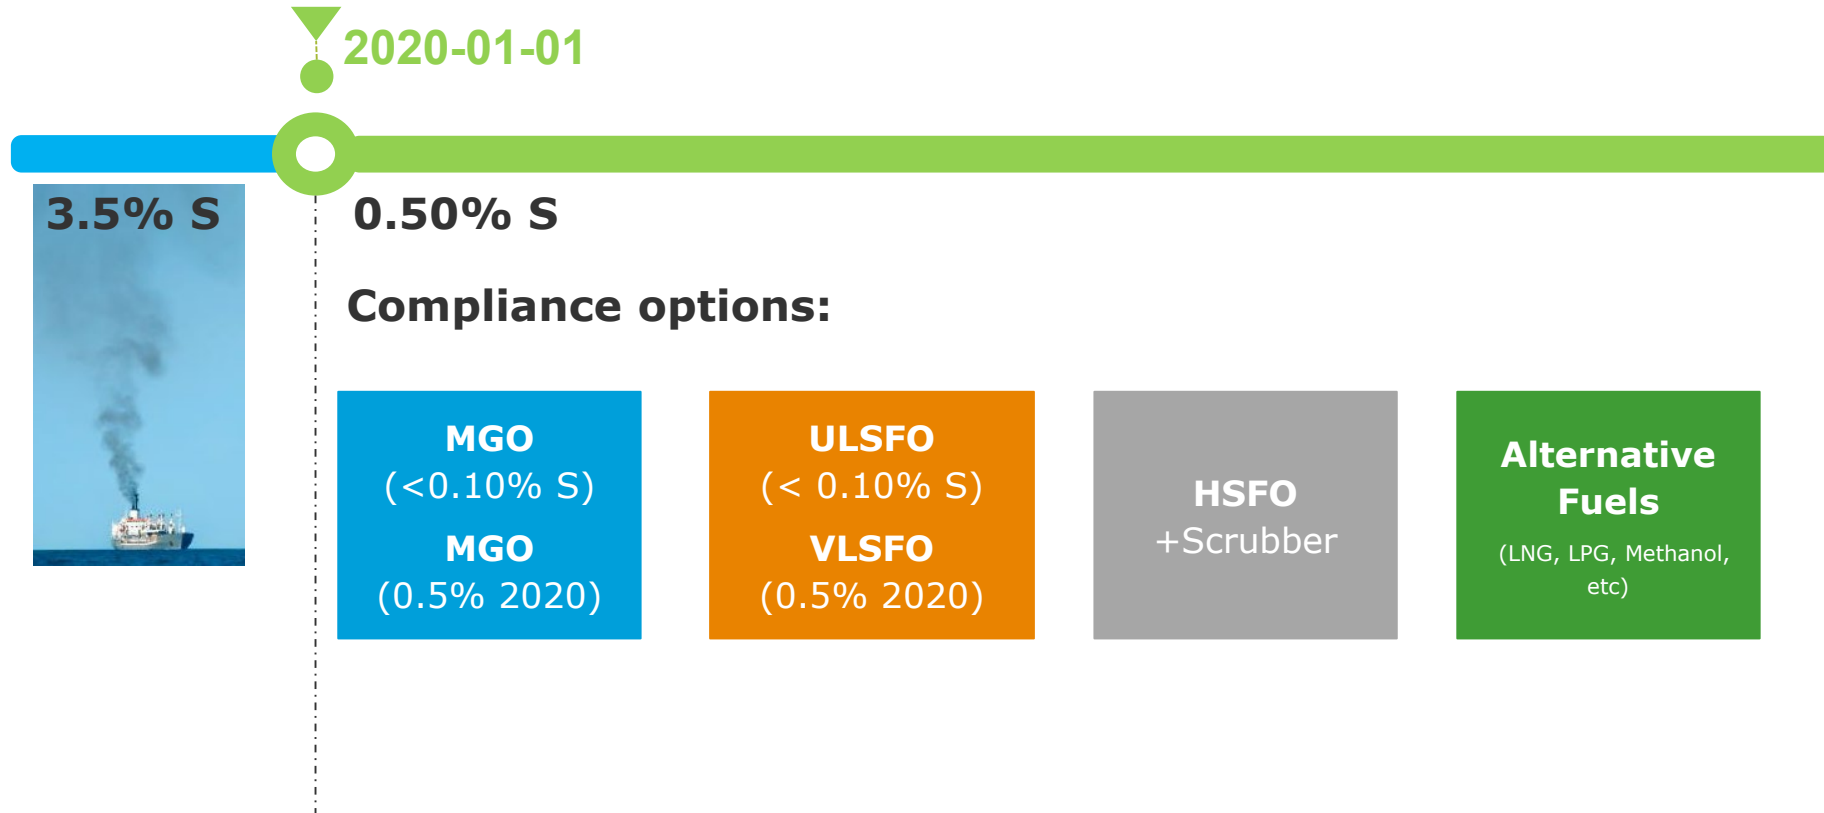 2020-01-01
3.5% S
0.50% S
Compliance options:
MGO
(<0.10% S)
MGO
(0.5% 2020)
ULSFO
(< 0.10% S)
VLSFO
(0.5% 2020)
HSFO
+Scrubber
Alternative
Fuels
(LNG, LPG, Methanol,
etc)